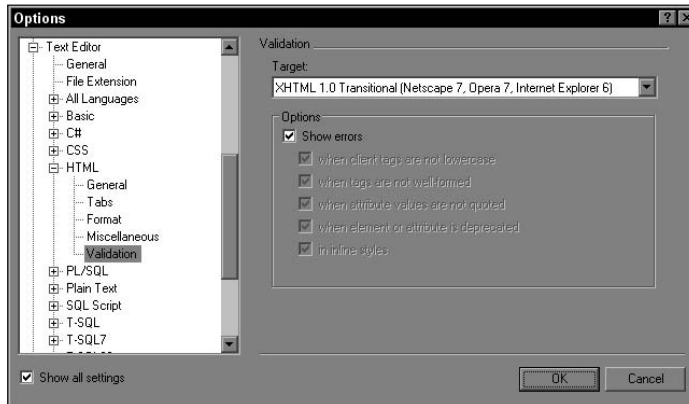 Options
Text Editor
General
File Extension
All Languages
Basic
C#
CSS
HTML
General
Tabs
Format
Miscellaneous
Validation
PL/SQL
Plain Text
SQL Script
T-SQL
T-SQL7
Show all settings
Validation
Target:
XHTML 1.0 Transitional (Netscape 7, Opera 7, Internet Explorer 6)
Options
Show errors
when client tags are not lowercase
when tags are not well-formed
when attribute values are not quoted
when element or attribute is deprecated
in inline styles
OK
Cancel